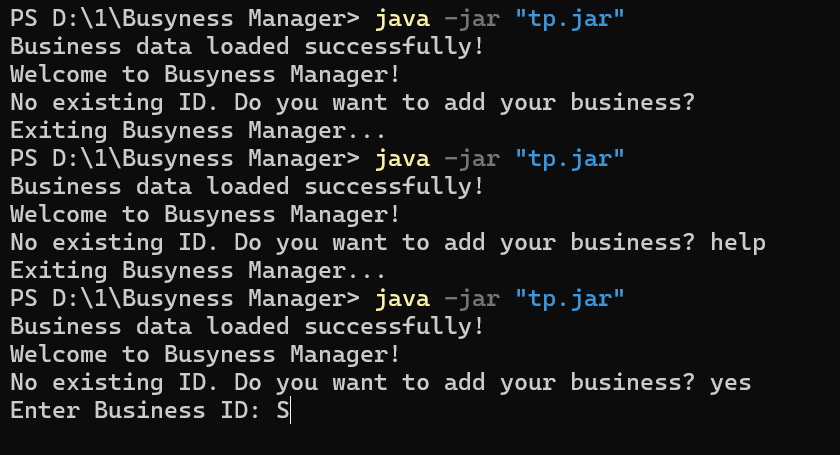 PS D:\1\Busyness Manager> java -jar "tp.jar"
Business data loaded successfully!
Welcome to Busyness Manager!
No existing ID. Do you want to add your business?
Exiting Busyness Manager...
PS D:\1\Busyness Manager> java -jar "tp.jar"
Business data loaded successfully!
Welcome to Busyness Manager!
No existing ID. Do you want to add your business? help
Exiting Busyness Manager...
PS D:\1\Busyness Manager> java -jar "tp.jar"
Business data loaded successfully!
Welcome to Busyness Manager!
No existing ID. Do you want to add your business? yes
Enter Business ID: S